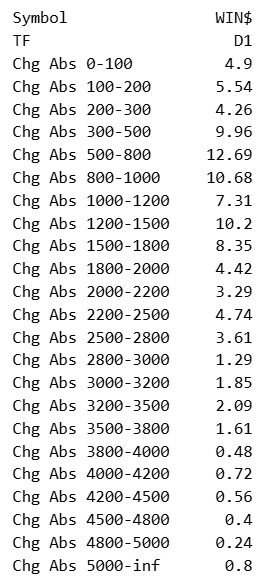 Symbol WIN$
TF D1
Chg Abs 0-100 4.9
Chg Abs 100-200 5.54
Chg Abs 200-300 4.26
Chg Abs 300-500 9.96
Chg Abs 500-800 12.69
Chg Abs 800-1000 10.68
Chg Abs 1000-1200 7.31
Chg Abs 1200-1500 10.2
Chg Abs 1500-1800 8.35
Chg Abs 1800-2000 4.42
Chg Abs 2000-2200 3.29
Chg Abs 2200-2500 4.74
Chg Abs 2500-2800 3.61
Chg Abs 2800-3000 1.29
Chg Abs 3000-3200 1.85
Chg Abs 3200-3500 2.09
Chg Abs 3500-3800 1.61
Chg Abs 3800-4000 0.48
Chg Abs 4000-4200 0.72
Chg Abs 4200-4500 0.56
Chg Abs 4500-4800 0.4
Chg Abs 4800-5000 0.24
Chg Abs 5000-inf 0.8